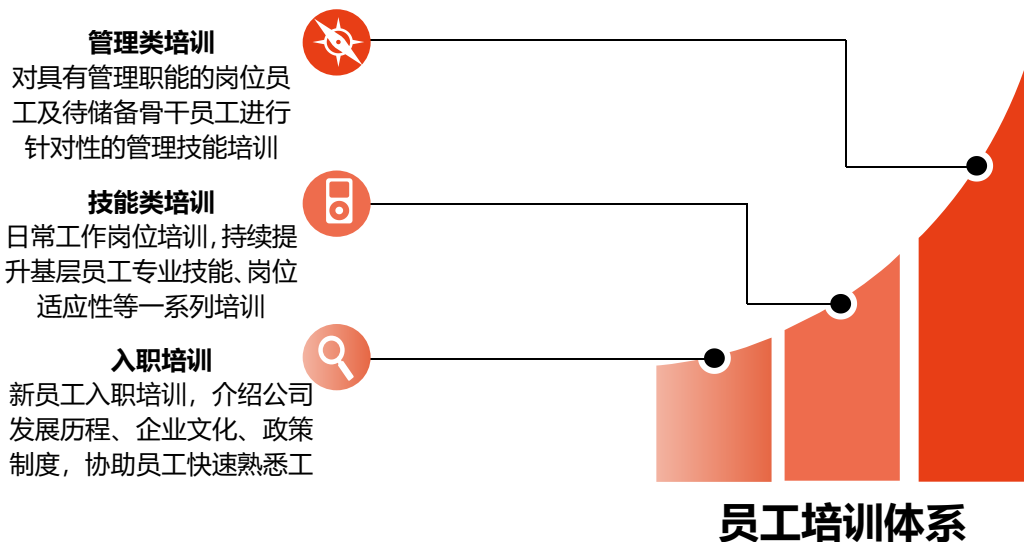 管理类培训
对具有管理职能的岗位员
工及待储备骨干员工进行
针对性的管理技能培训
技能类培训
日常工作岗位培训,持续提
升基层员工专业技能、岗位
适应性等一系列培训
入职培训
新员工入职培训，介绍公司
发展历程、企业文化、政策
制度，协助员工快速熟悉工
员工培训体系